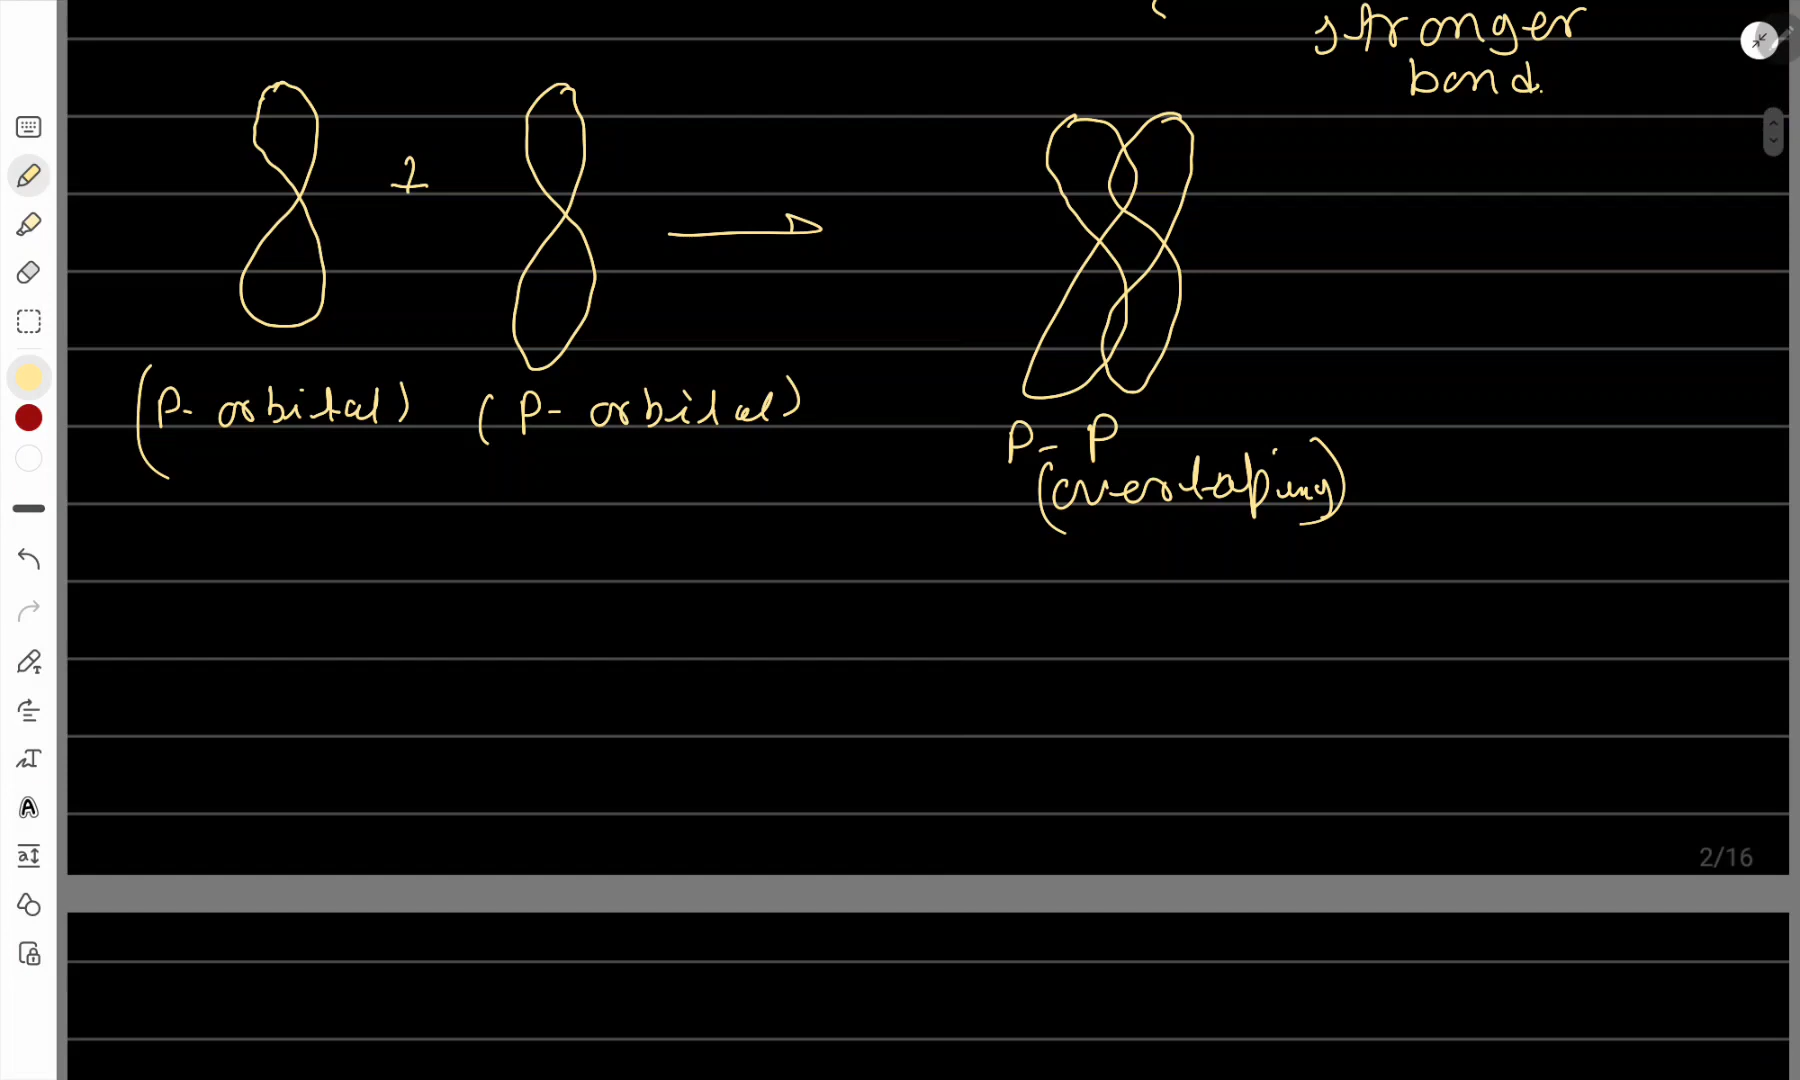 stronger
bond.
+
(P- orbital) (P- orbital)
P-P
(overlaping)
2/16